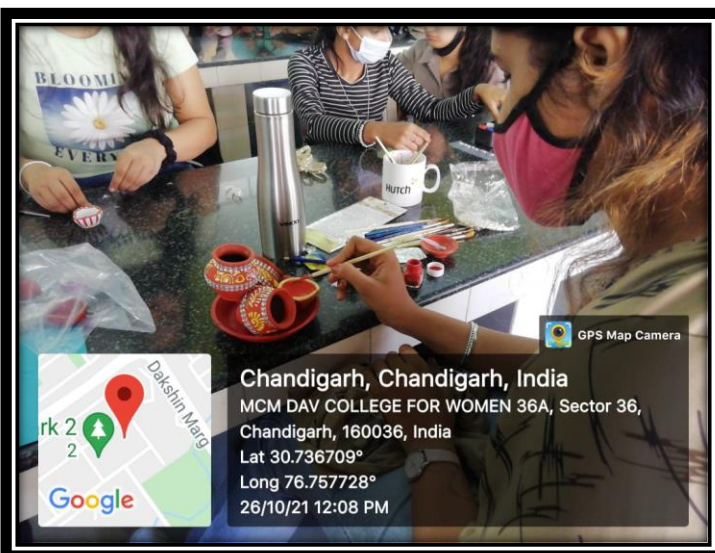 BLOOMI
EVERY
HUTCH
GPS Map Camera
Chandigarh, Chandigarh, India
MCM DAV COLLEGE FOR WOMEN 36A, Sector 36,
Chandigarh, 160036, India
Lat 30.736709°
Long 76.757728°
26/10/21 12:08 PM
Dakshin Marg
rk 2
2
Google